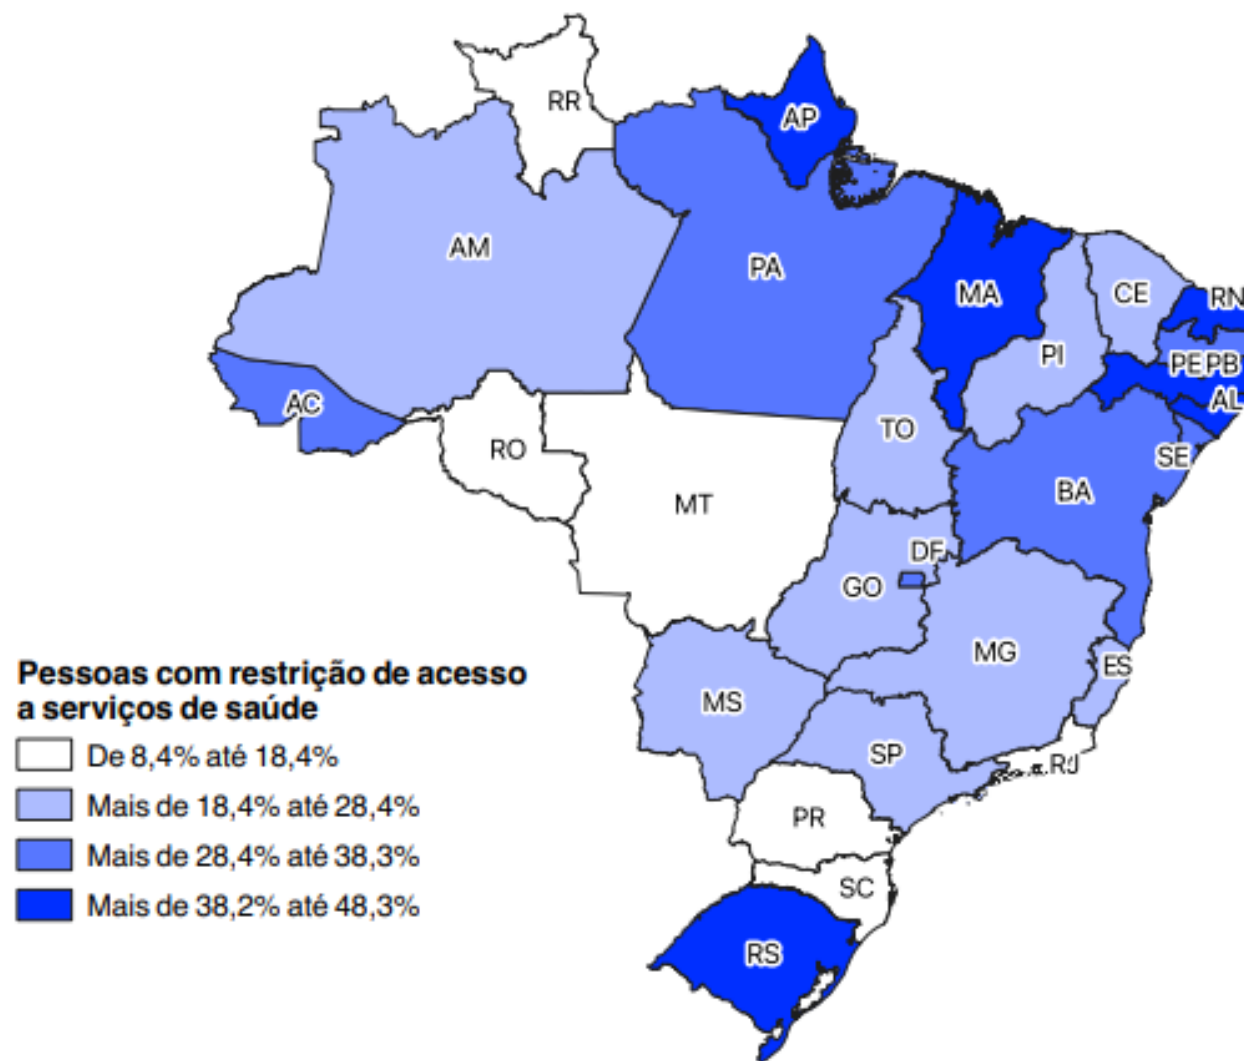 RR
AP
AM
PA
MA
CE
RN
PI
PE
PB
AC
AL
TO
RO
SE
BA
MT
DF
GO
MG
ES
MS
SP
RJ
PR
SC
RS
Pessoas com restrição de acesso
a serviços de saúde
De 8,4% até 18,4%
Mais de 18,4% até 28,4%
Mais de 28,4% até 38,3%
Mais de 38,2% até 48,3%